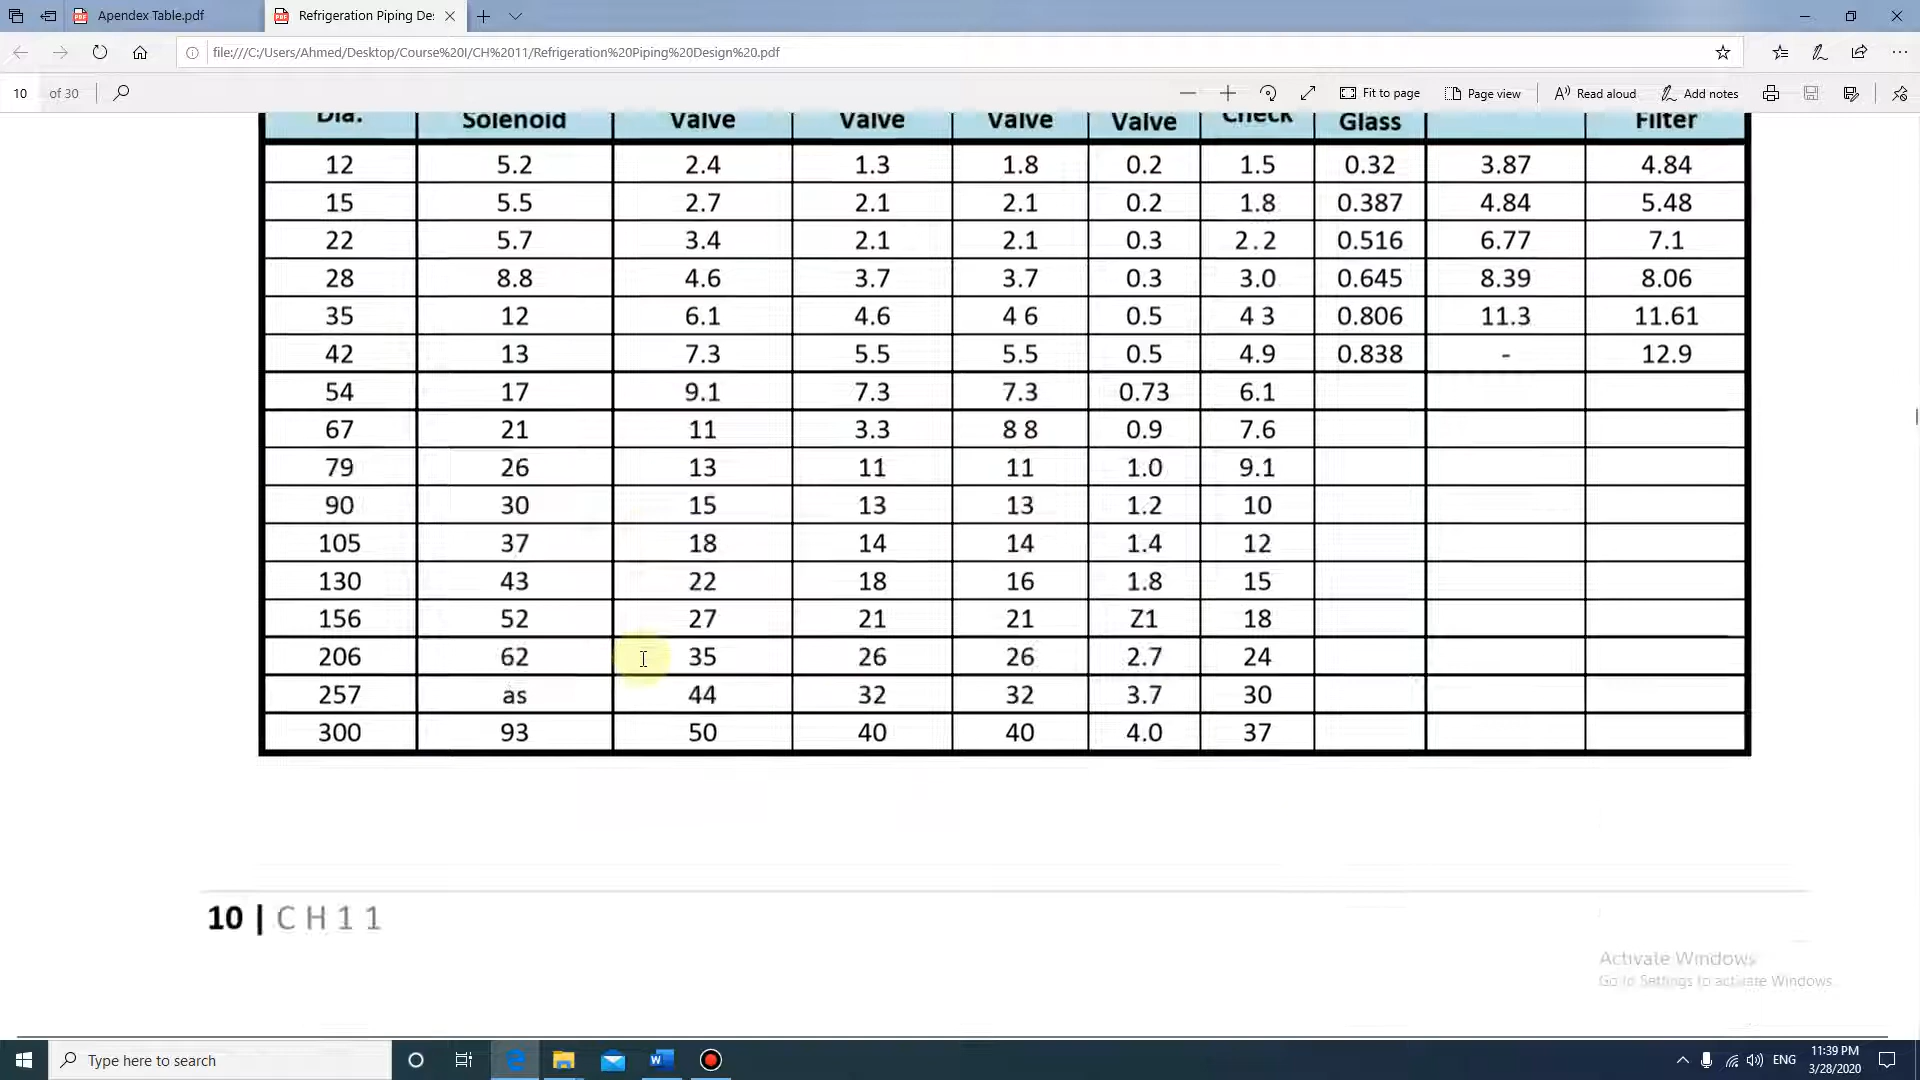 Apendex Table.pdf
Refrigeration Piping De:
file:///C:/Users/Ahmed/Desktop/Course%20I/CH%2011/Refrigeration%20Piping%20Design%20.pdf
10 of 30 Fit to page Page view Read aloud Add notes
Dia. Solenoid Valve Valve Valve Valve Check Glass Filter
12 5.2 2.4 1.3 1.8 0.2 1.5 0.32 3.87 4.84
15 5.5 2.7 2.1 2.1 0.2 1.8 0.387 4.84 5.48
22 5.7 3.4 2.1 2.1 0.3 2.2 0.516 6.77 7.1
28 8.8 4.6 3.7 3.7 0.3 3.0 0.645 8.39 8.06
35 12 6.1 4.6 4 6 0.5 4 3 0.806 11.3 11.61
42 13 7.3 5.5 5.5 0.5 4.9 0.838 - 12.9
54 17 9.1 7.3 7.3 0.73 6.1
67 21 11 3.3 8 8 0.9 7.6
79 26 13 11 11 1.0 9.1
90 30 15 13 13 1.2 10
105 37 18 14 14 1.4 12
130 43 22 18 16 1.8 15
156 52 27 21 21 Z1 18
206 62 35 26 26 2.7 24
257 as 44 32 32 3.7 30
300 93 50 40 40 4.0 37
10 | C H 1 1
Activate Windows
Go to Settings to activate Windows.
Type here to search
ENG
11:39 PM
3/28/2020